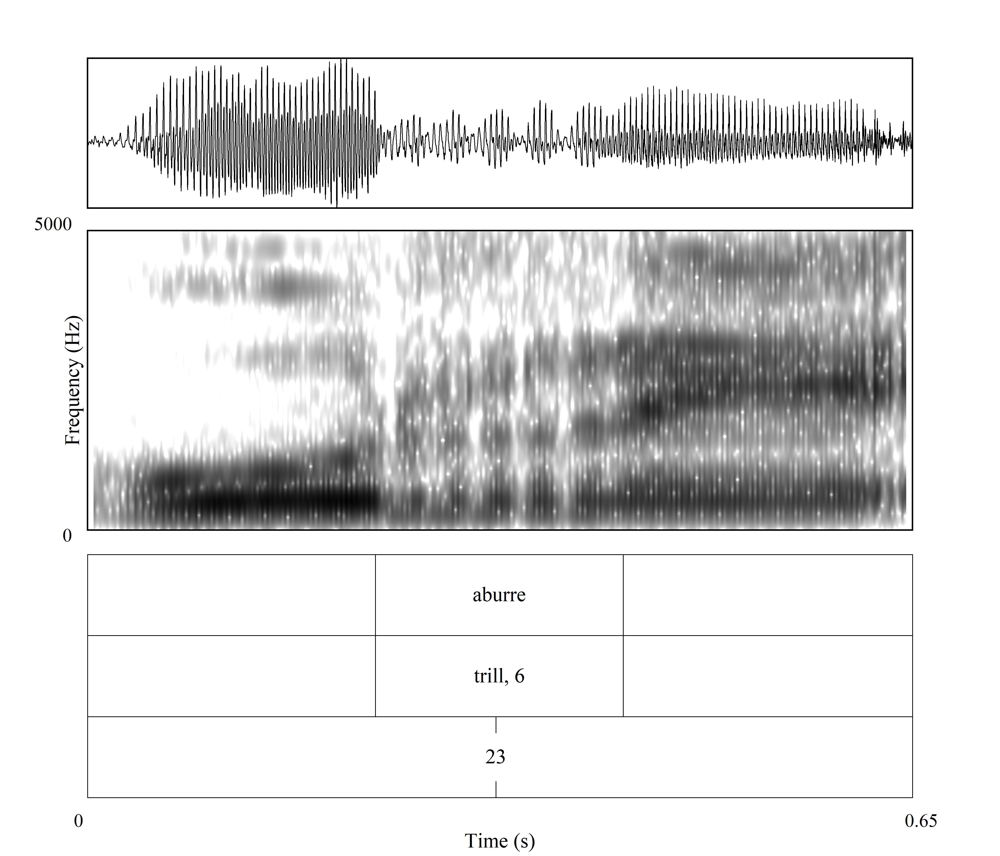 5000
Frequency (Hz)
0
aburre
trill, 6
23
0
0.65
Time (s)